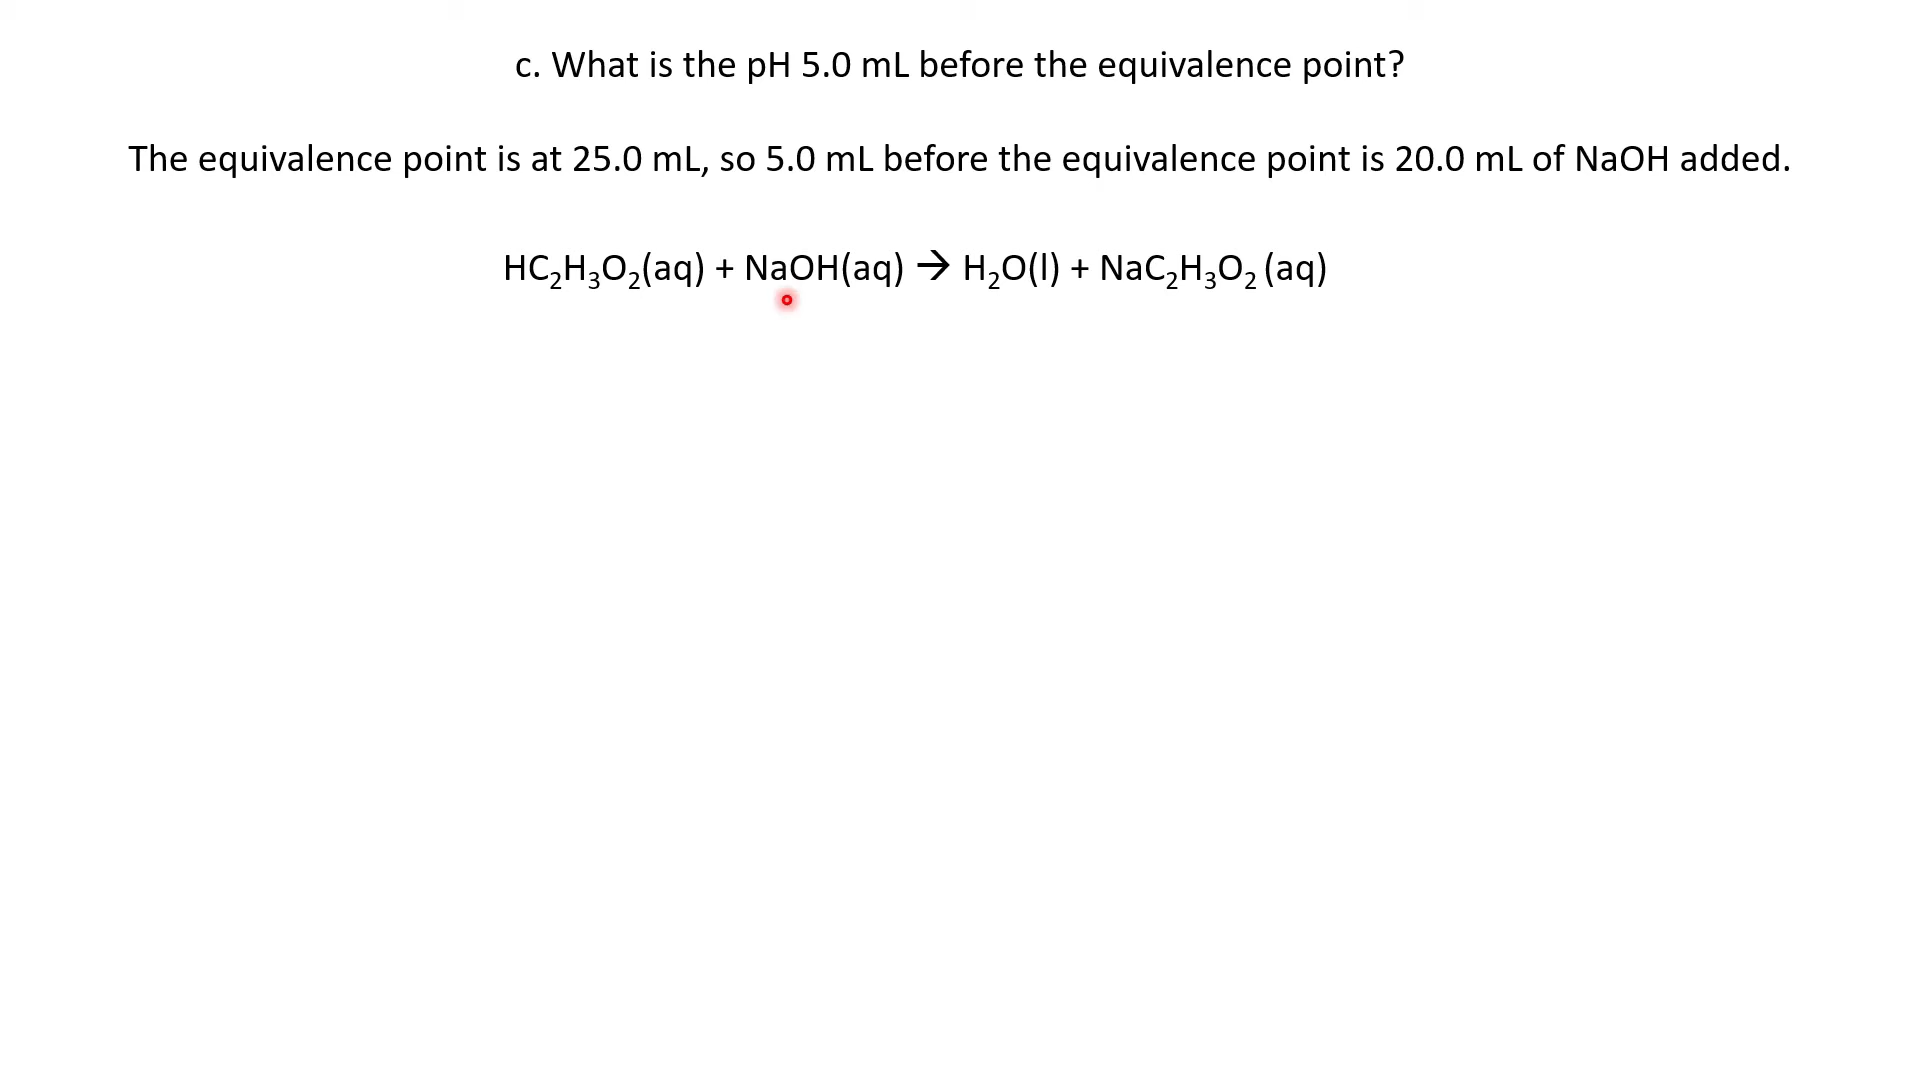 c. What is the pH 5.0 mL before the equivalence point?
The equivalence point is at 25.0 mL, so 5.0 mL before the equivalence point is 20.0 mL of NaOH added.
HC₂H₃O₂(aq) + NaOH(aq) → H₂O(l) + NaC₂H₃O₂ (aq)